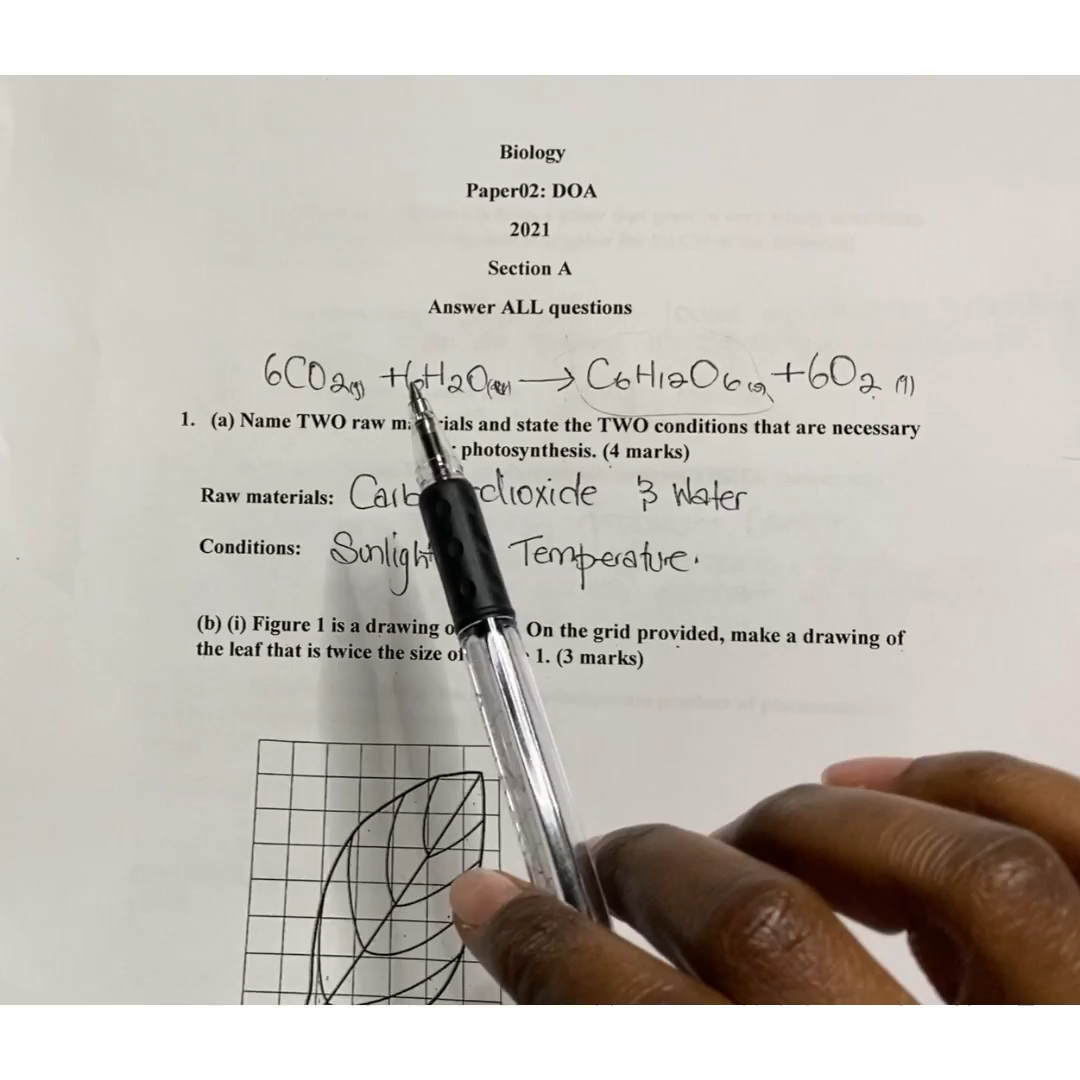 Biology
Paper02: DOA
2021
Section A
Answer ALL questions
6CO2(g) + 6H2O → C6H12O6 + 6O2 (g)
1. (a) Name TWO raw and state the TWO conditions that are necessary
photosynthesis. (4 marks)
Raw materials: dioxide & Water
Conditions: Sunlight Temperature.
(b) (i) Figure 1 is a drawing On the grid provided, make a drawing of
the leaf that is twice the size of 1. (3 marks)